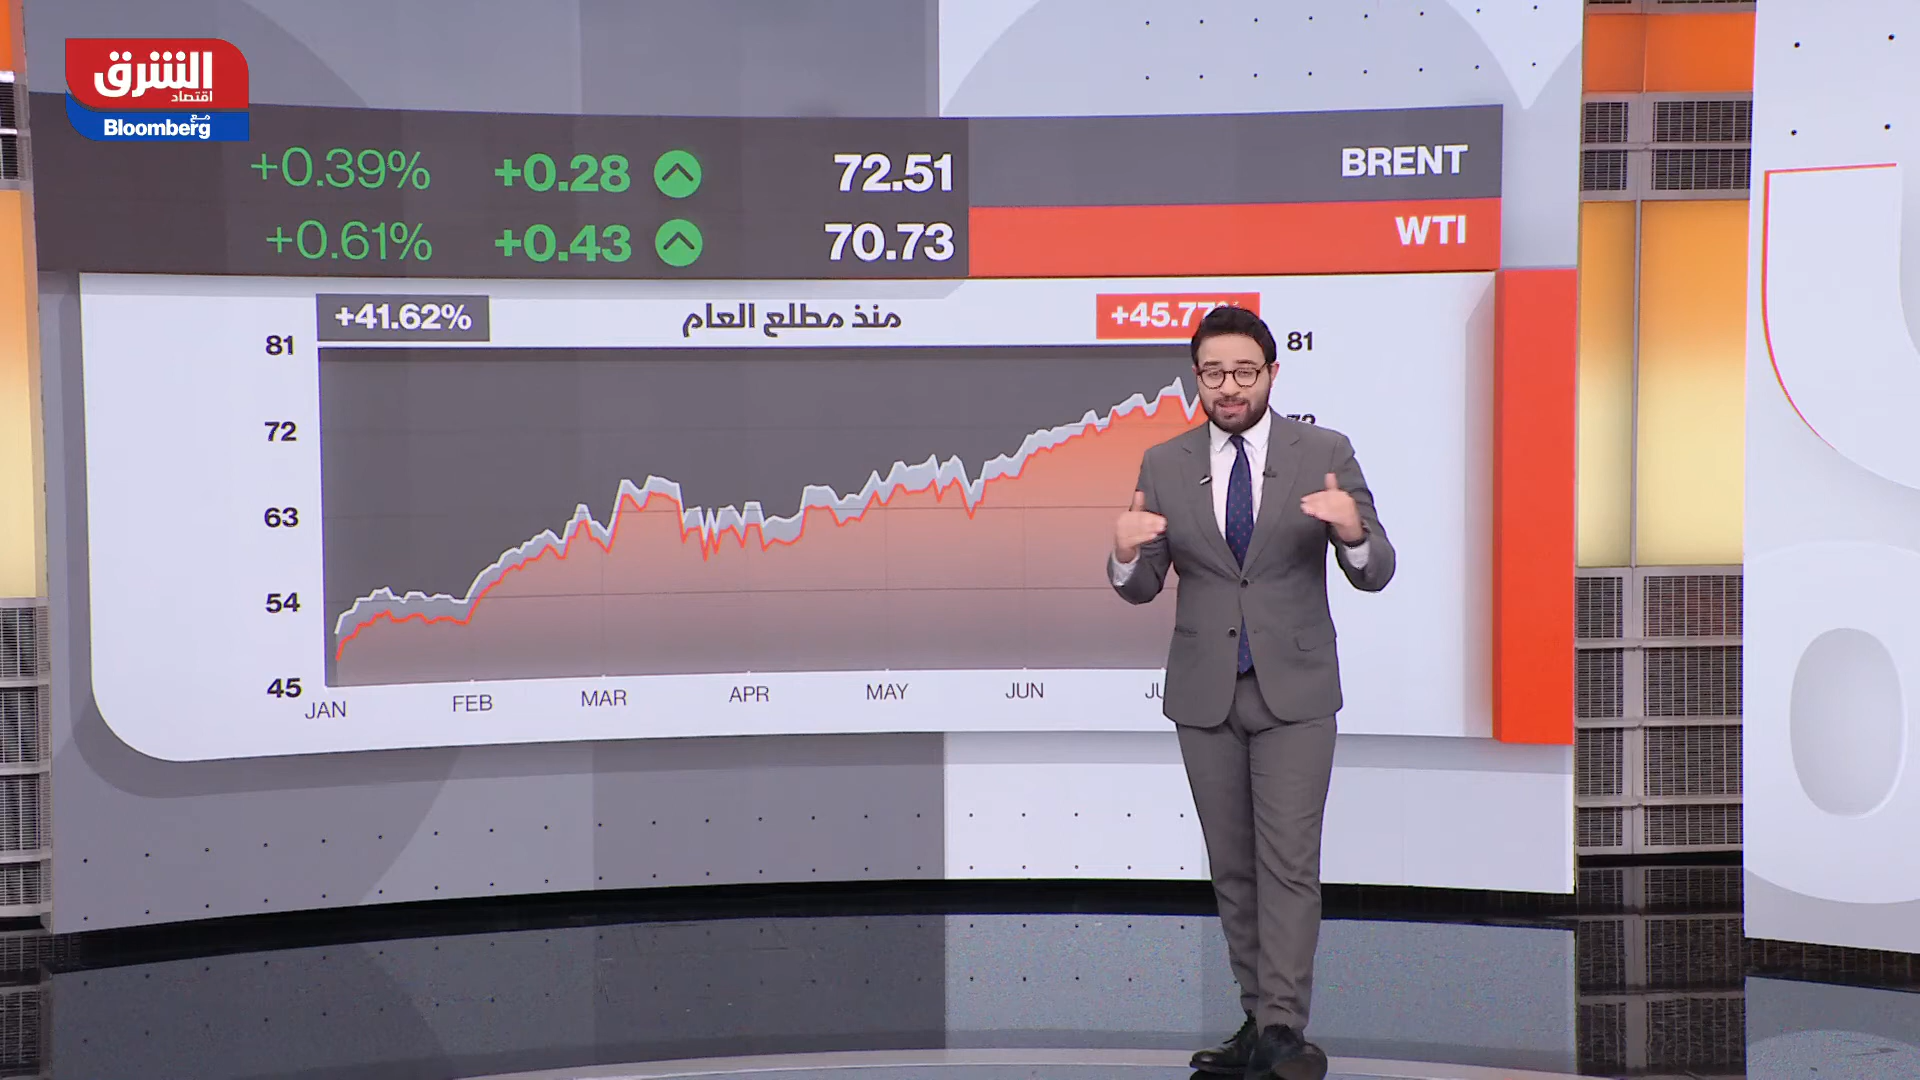 الشرق
اقتصاد
مع
Bloomberg
BRENT 72.51 +0.28 +0.39%
WTI 70.73 +0.43 +0.61%
+41.62% منذ مطلع العام
81 81
72
63
54
45
JAN FEB MAR APR MAY JUN